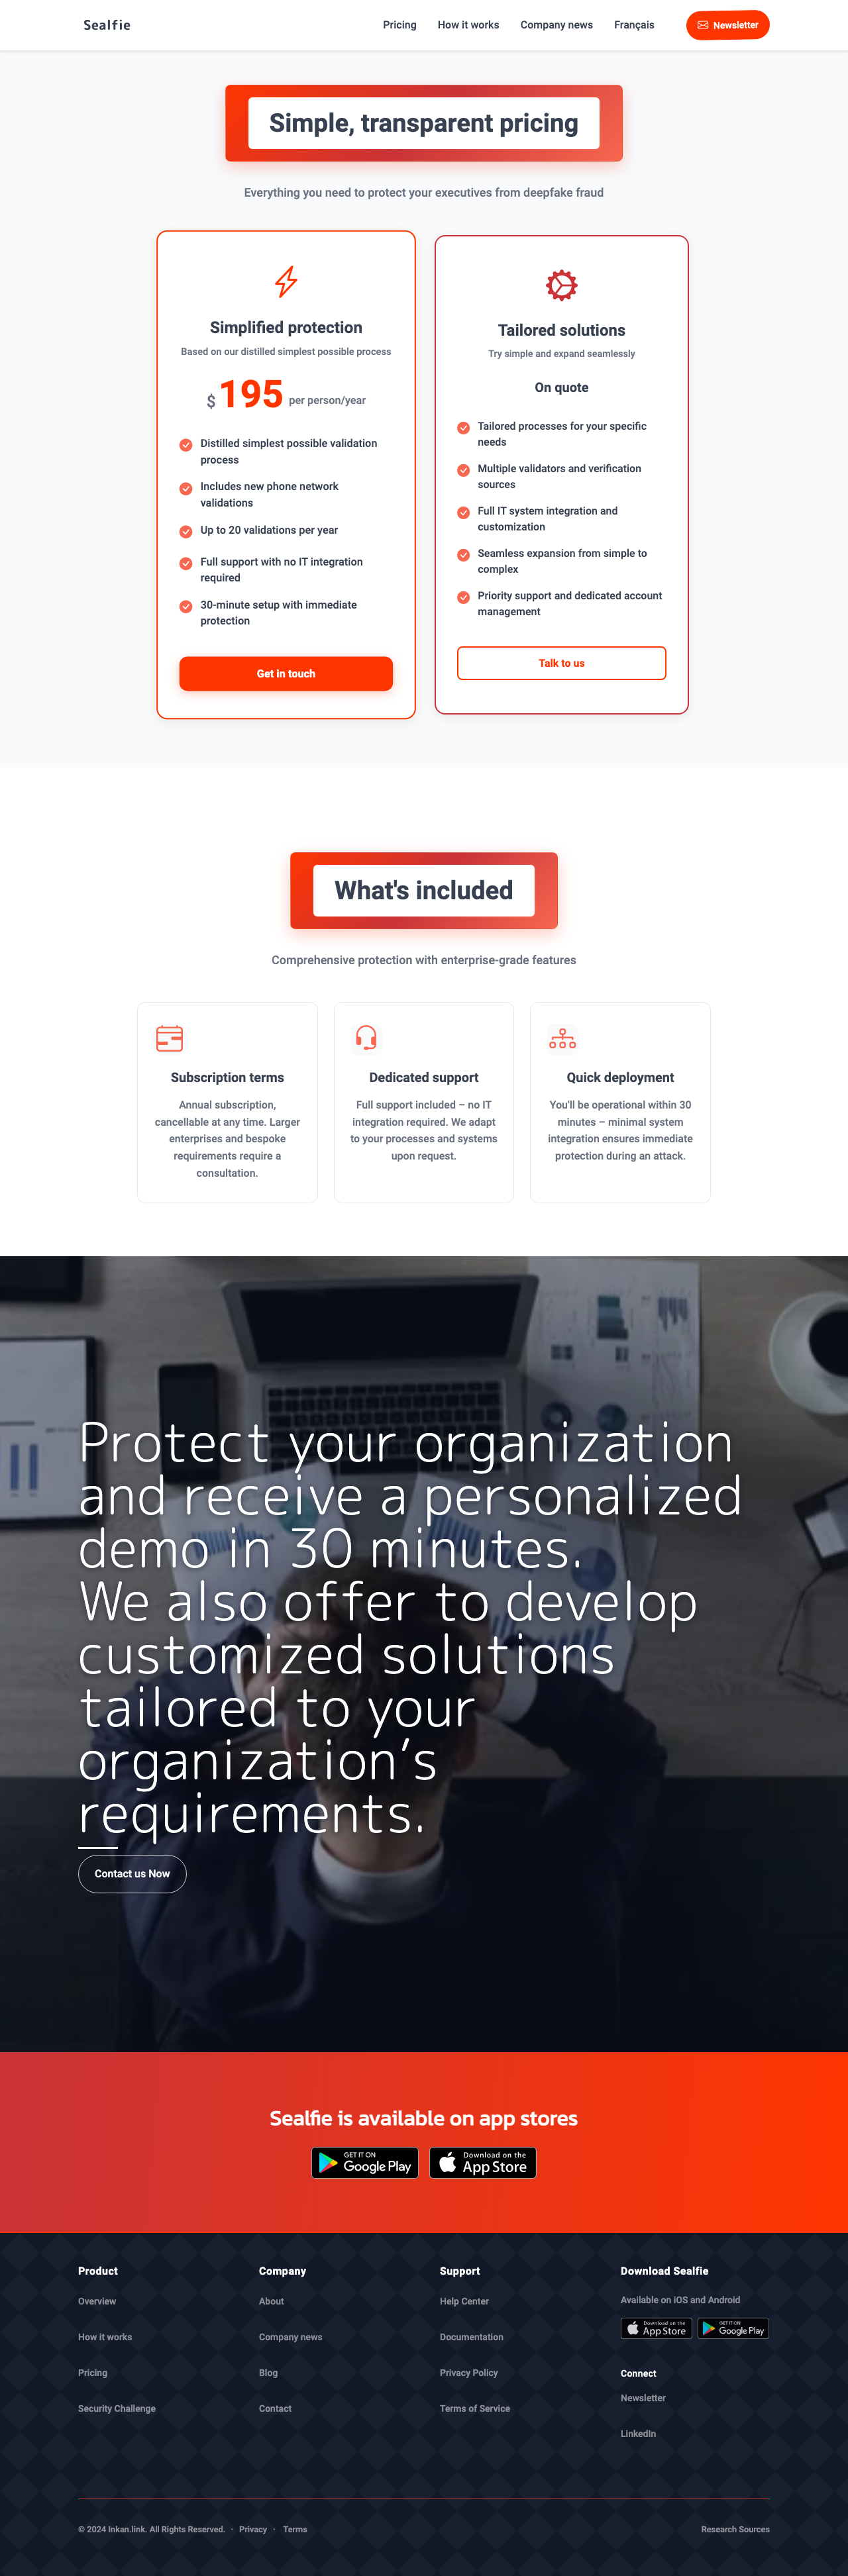 Sealfie
Pricing
How it works
Company news
Français
Newsletter
Simple, transparent pricing
Everything you need to protect your executives from deepfake fraud
Simplified protection
Based on our distilled simplest possible process
$ 195 per person/year
Distilled simplest possible validation
process
Includes new phone network
validations
Up to 20 validations per year
Full support with no IT integration
required
30-minute setup with immediate
protection
Get in touch
Tailored solutions
Try simple and expand seamlessly
On quote
Tailored processes for your specific
needs
Multiple validators and verification
sources
Full IT system integration and
customization
Seamless expansion from simple to
complex
Priority support and dedicated account
management
Talk to us
What's included
Comprehensive protection with enterprise-grade features
Subscription terms
Annual subscription,
cancellable at any time. Larger
enterprises and bespoke
requirements require a
consultation.
Dedicated support
Full support included – no IT
integration required. We adapt
to your processes and systems
upon request.
Quick deployment
You'll be operational within 30
minutes – minimal system
integration ensures immediate
protection during an attack.
Protect your organization
and receive a personalized
demo in 30 minutes.
We also offer to develop
customized solutions
tailored to your
organization’s
requirements.
Contact us Now
Sealfie is available on app stores
GET IT ON
Google Play
Download on the
App Store
Product
Overview
How it works
Pricing
Security Challenge
Company
About
Company news
Blog
Contact
Support
Help Center
Documentation
Privacy Policy
Terms of Service
Download Sealfie
Available on iOS and Android
Download on the
App Store
GET IT ON
Google Play
Connect
Newsletter
LinkedIn
© 2024 Inkan.link. All Rights Reserved. · Privacy · Terms
Research Sources